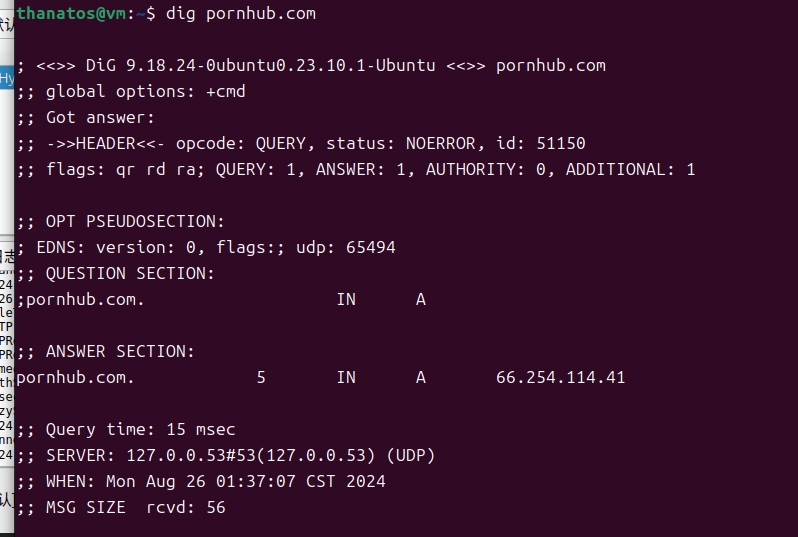 thanatos@vm:~$ dig pornhub.com
; <<>> DiG 9.18.24-0ubuntu0.23.10.1-Ubuntu <<>> pornhub.com
;; global options: +cmd
;; Got answer:
;; ->>HEADER<<- opcode: QUERY, status: NOERROR, id: 51150
;; flags: qr rd ra; QUERY: 1, ANSWER: 1, AUTHORITY: 0, ADDITIONAL: 1
;; OPT PSEUDOSECTION:
; EDNS: version: 0, flags:; udp: 65494
;; QUESTION SECTION:
;pornhub.com. IN A
;; ANSWER SECTION:
pornhub.com. 5 IN A 66.254.114.41
;; Query time: 15 msec
;; SERVER: 127.0.0.53#53(127.0.0.53) (UDP)
;; WHEN: Mon Aug 26 01:37:07 CST 2024
;; MSG SIZE rcvd: 56